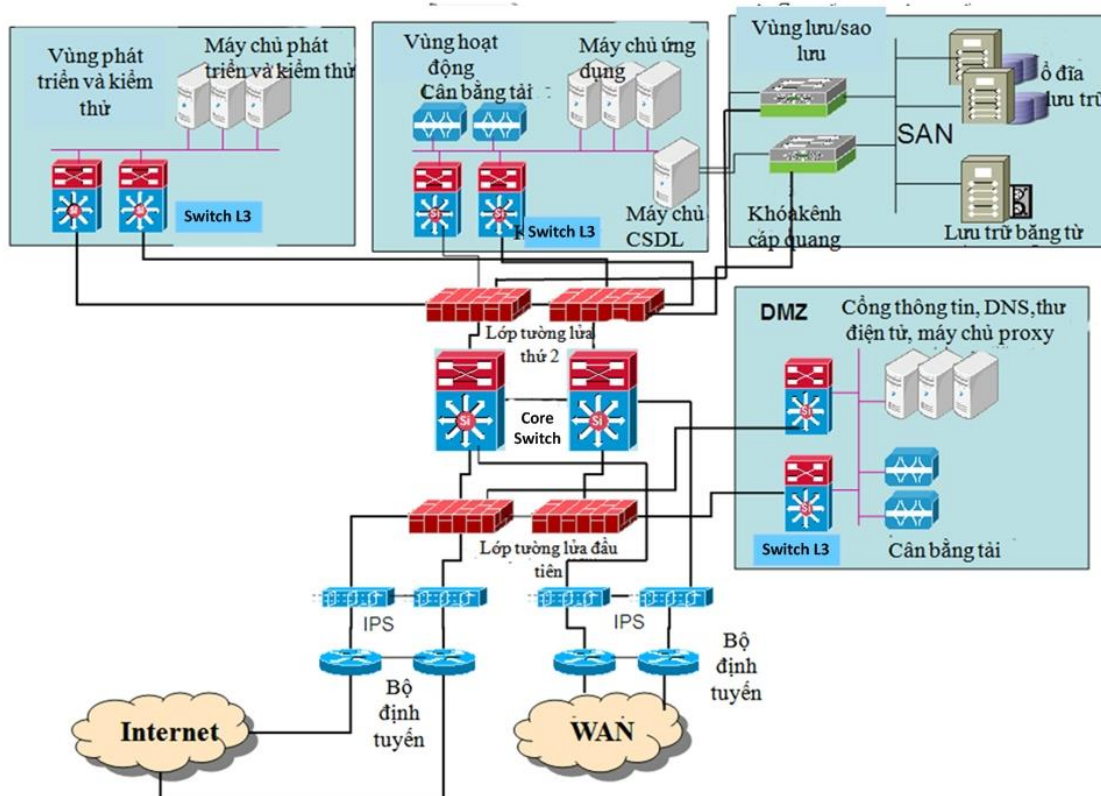 Vùng phát
triển và kiểm
thử
Máy chủ phát
triển và kiểm thử
Switch L3
Vùng hoạt
động
Cân bằng tải
Máy chủ ứng
dụng
Switch L3
Máy chủ
CSDL
Vùng lưu/sao
lưu
SAN
ổ đĩa
lưu trữ
Khóakênh
cáp quang
Lưu trữ băng từ
Lớp tường lửa
thứ 2
Core
Switch
DMZ
Cổng thông tin, DNS,thư
điện tử, máy chủ proxy
Switch L3
Cân bằng tải
Lớp tường lửa đầu
tiên
IPS
IPS
Bộ
định
tuyến
Bộ
định
tuyến
Internet
WAN